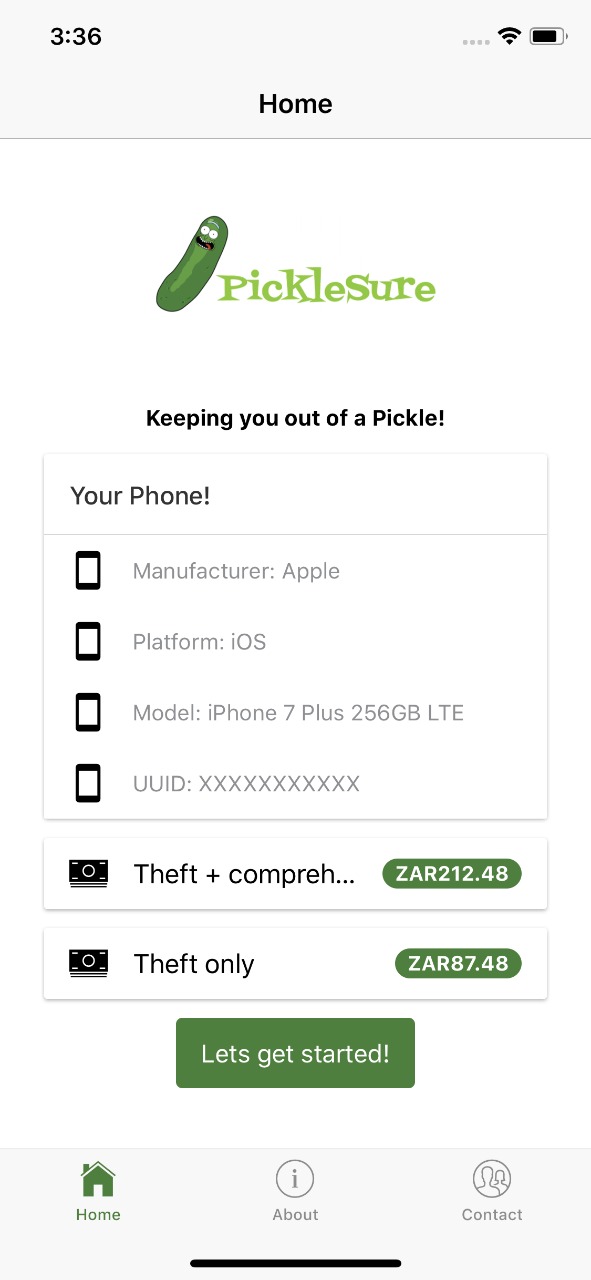 3:36
Home
PickleSure
Keeping you out of a Pickle!
Your Phone!
Manufacturer: Apple
Platform: iOS
Model: iPhone 7 Plus 256GB LTE
UUID: XXXXXXXXXXX
Theft + compreh... ZAR212.48
Theft only ZAR87.48
Lets get started!
Home About Contact